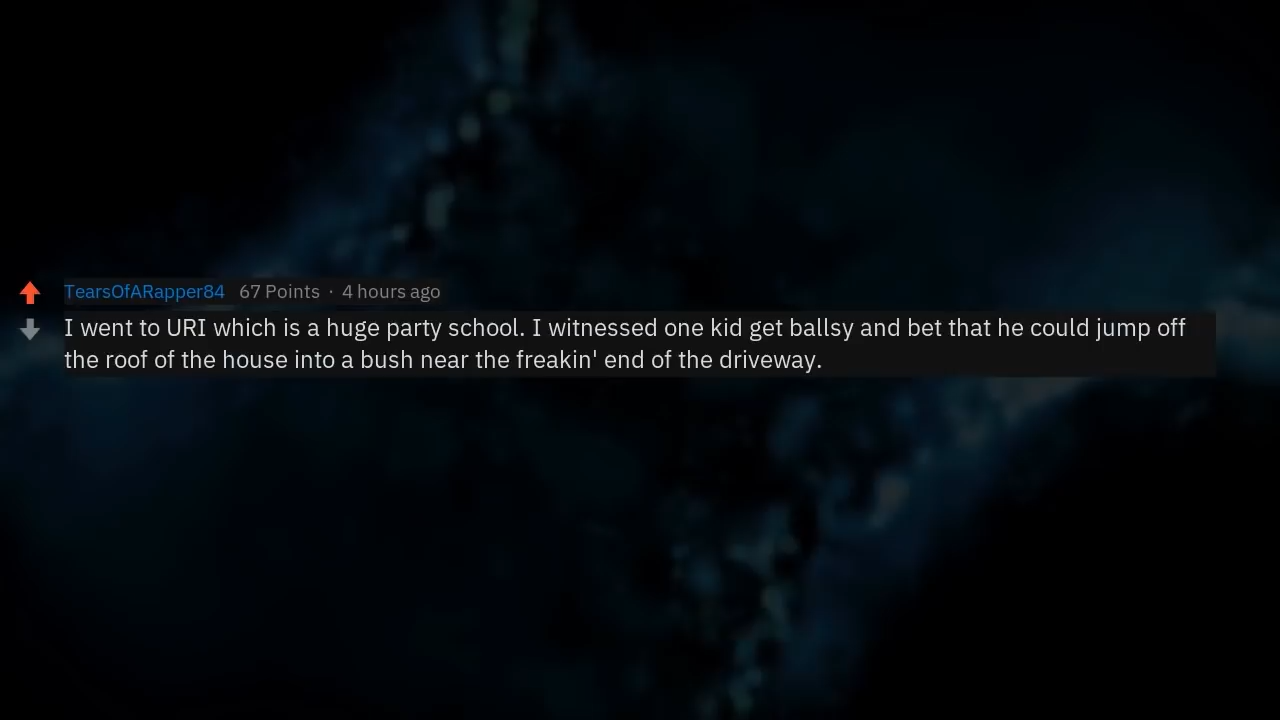 TearsOfARapper84 67 Points · 4 hours ago
I went to URI which is a huge party school. I witnessed one kid get ballsy and bet that he could jump off
the roof of the house into a bush near the freakin' end of the driveway.